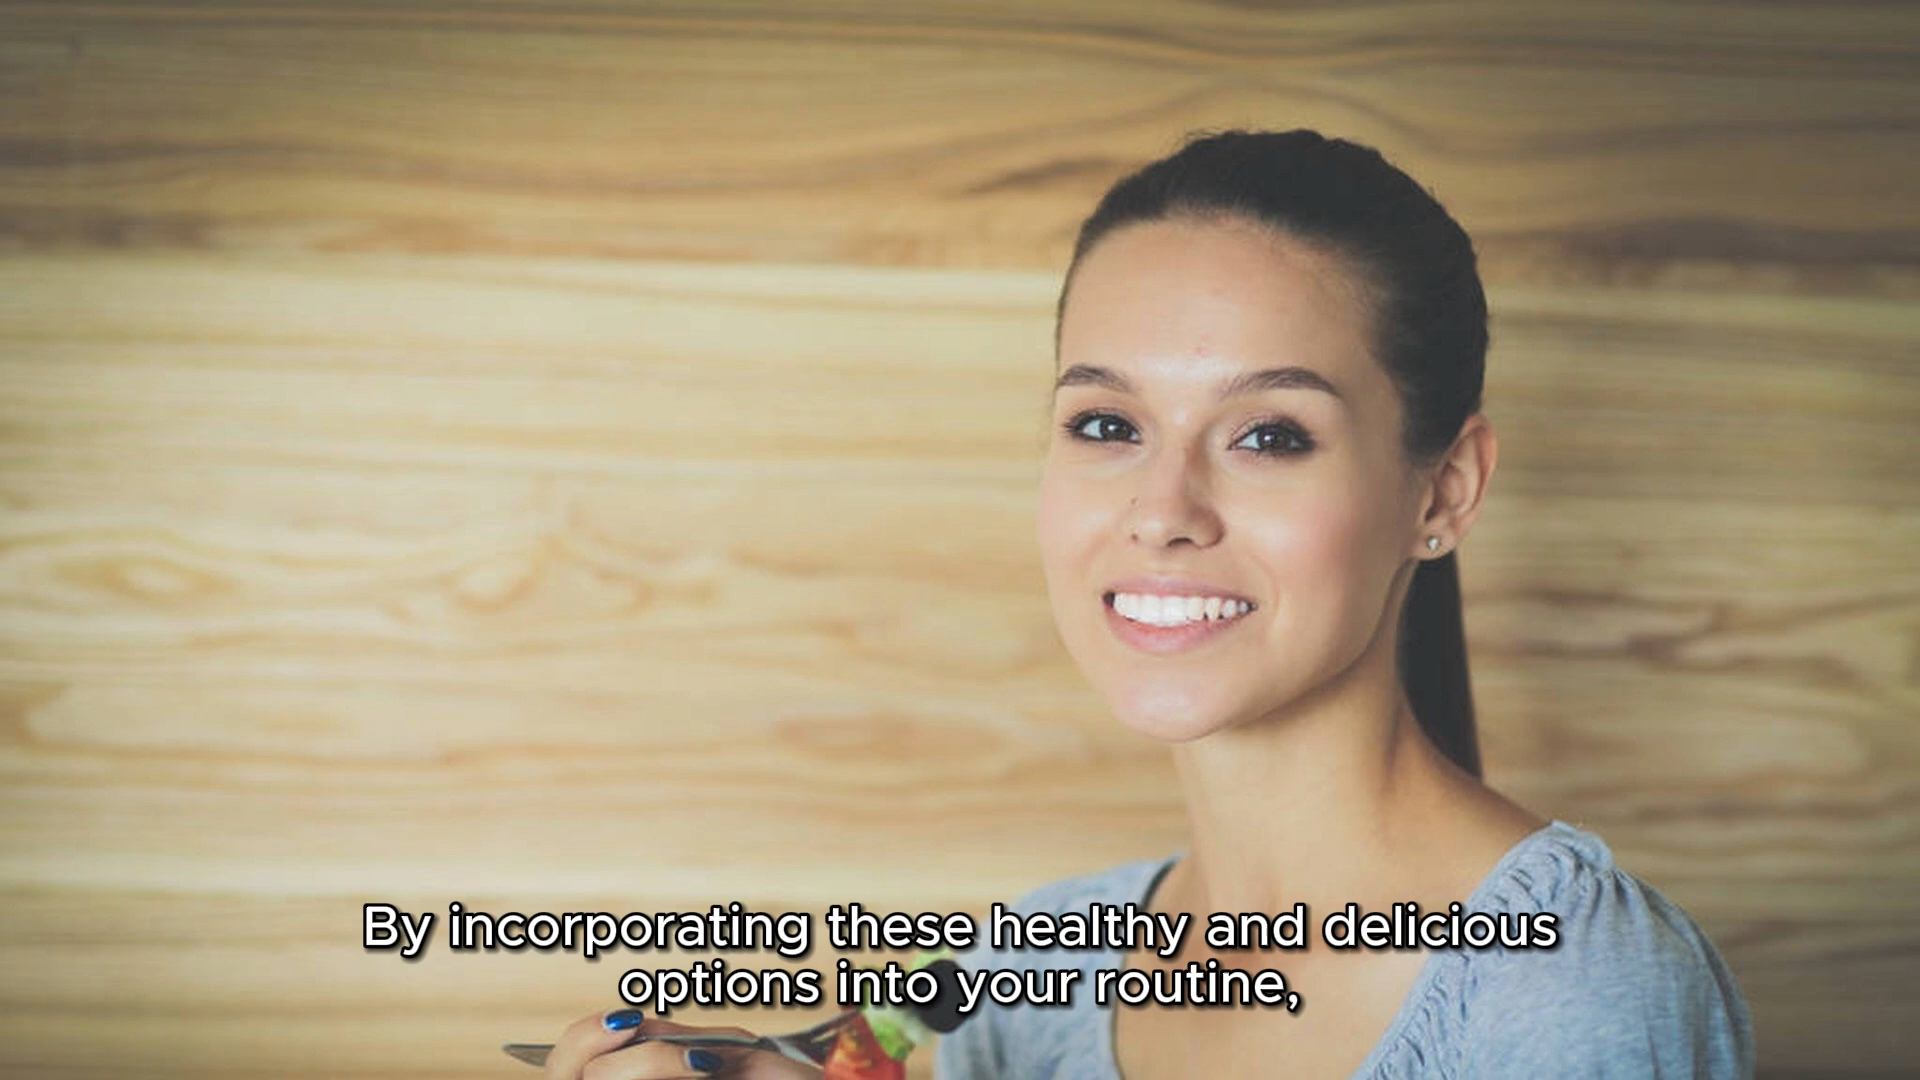 By incorporating these healthy and delicious
options into your routine,